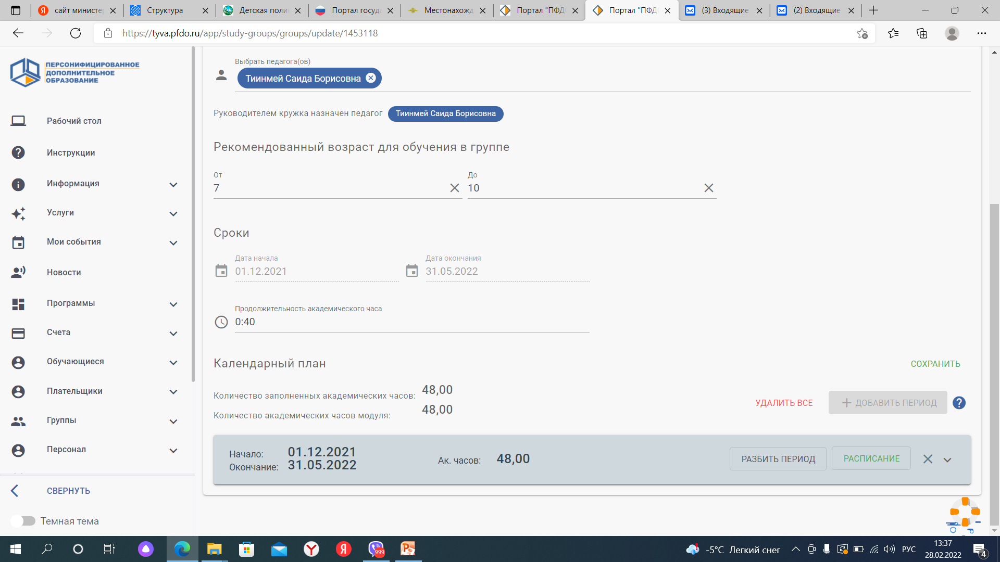 сайт министе
Структура
Детская поли
Портал госуда
Местонахожд
Портал "ПФДО
Портал "ПФДО
(3) Входящие
(2) Входящие
https://tyva.pfdo.ru/app/study-groups/groups/update/1453118
ПЕРСОНИФИЦИРОВАННОЕ
ДОПОЛНИТЕЛЬНОЕ
ОБРАЗОВАНИЕ
Рабочий стол
Инструкции
Информация
Услуги
Мои события
Новости
Программы
Счета
Обучающиеся
Плательщики
Группы
Персонал
СВЕРНУТЬ
Темная тема
Выбрать педагога(ов)
Тиинмей Саида Борисовна
Руководителем кружка назначен педагог Тиинмей Саида Борисовна
Рекомендованный возраст для обучения в группе
От
7
До
10
Сроки
Дата начала
01.12.2021
Дата окончания
31.05.2022
Продолжительность академического часа
0:40
Календарный план
СОХРАНИТЬ
Количество заполненных академических часов: 48,00
Количество академических часов модуля: 48,00
УДАЛИТЬ ВСЕ
ДОБАВИТЬ ПЕРИОД
Начало: 01.12.2021
Окончание: 31.05.2022
Ак. часов: 48,00
РАЗБИТЬ ПЕРИОД
РАСПИСАНИЕ
999
-5°C Легкий снег
РУС
13:37
28.02.2022
4